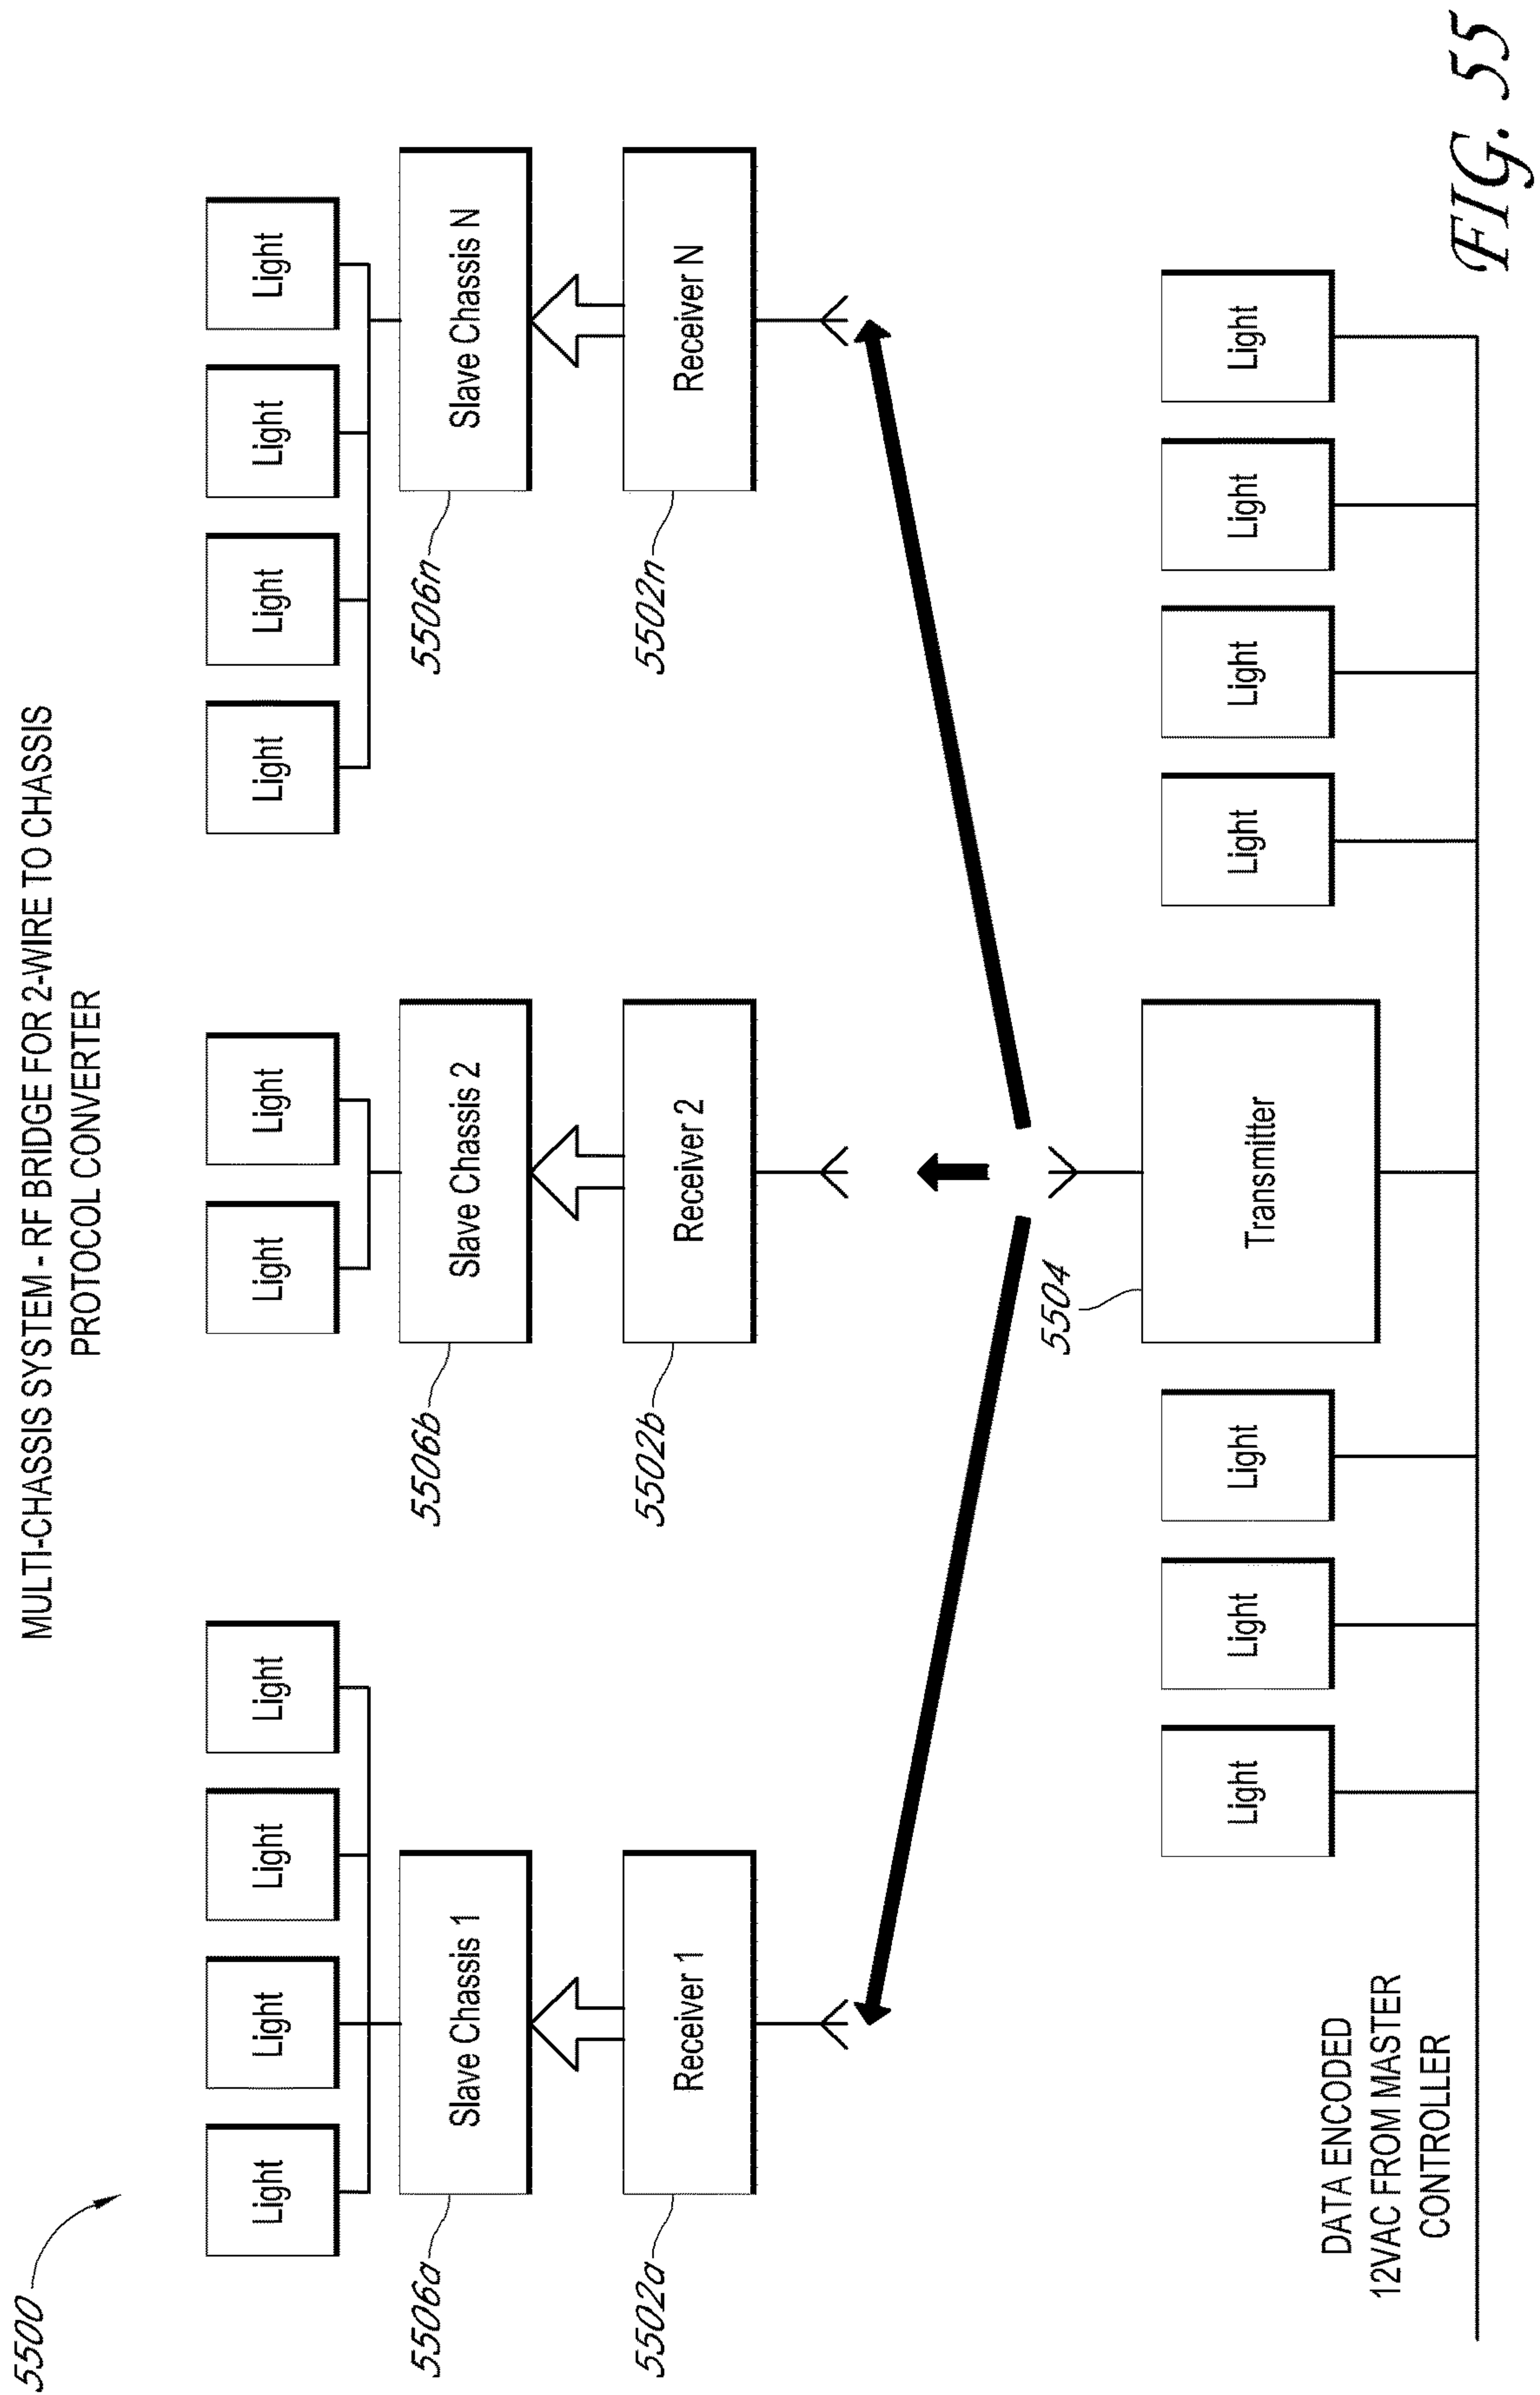 5500
MULTI-CHASSIS SYSTEM - RF BRIDGE FOR 2-WIRE TO CHASSIS
PROTOCOL CONVERTER
Light
Light
Light
Light
Light
Light
Light
Light
Light
Light
5506a
Slave Chassis 1
5506b
Slave Chassis 2
5506n
Slave Chassis N
5502a
Receiver 1
5502b
Receiver 2
5502n
Receiver N
5504
Transmitter
Light
Light
Light
Light
Light
Light
Light
DATA ENCODED
12VAC FROM MASTER
CONTROLLER
FIG. 55